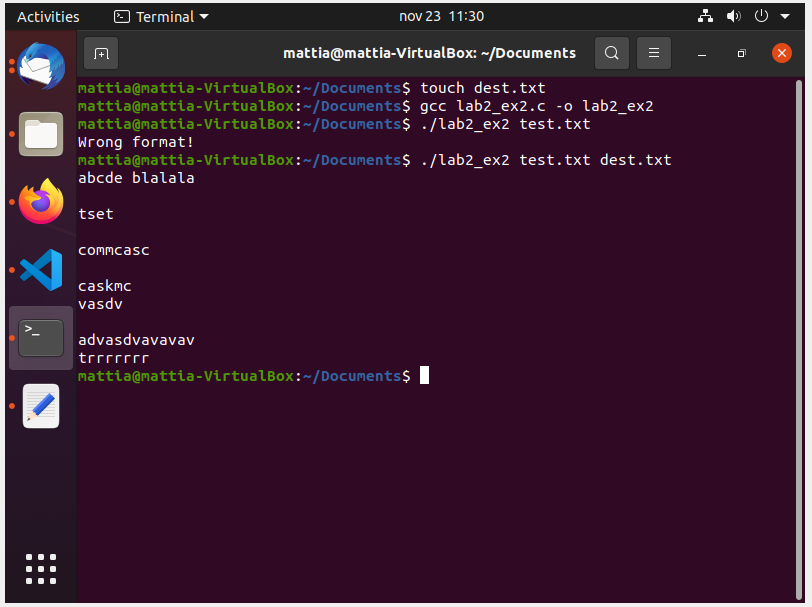 Activities Terminal nov 23 11:30
mattia@mattia-VirtualBox: ~/Documents
mattia@mattia-VirtualBox:~/Documents$ touch dest.txt
mattia@mattia-VirtualBox:~/Documents$ gcc lab2_ex2.c -o lab2_ex2
mattia@mattia-VirtualBox:~/Documents$ ./lab2_ex2 test.txt
Wrong format!
mattia@mattia-VirtualBox:~/Documents$ ./lab2_ex2 test.txt dest.txt
abcde blalala
tset
commcasc
caskmc
vasdv
advasdvavavav
trrrrrrr
mattia@mattia-VirtualBox:~/Documents$